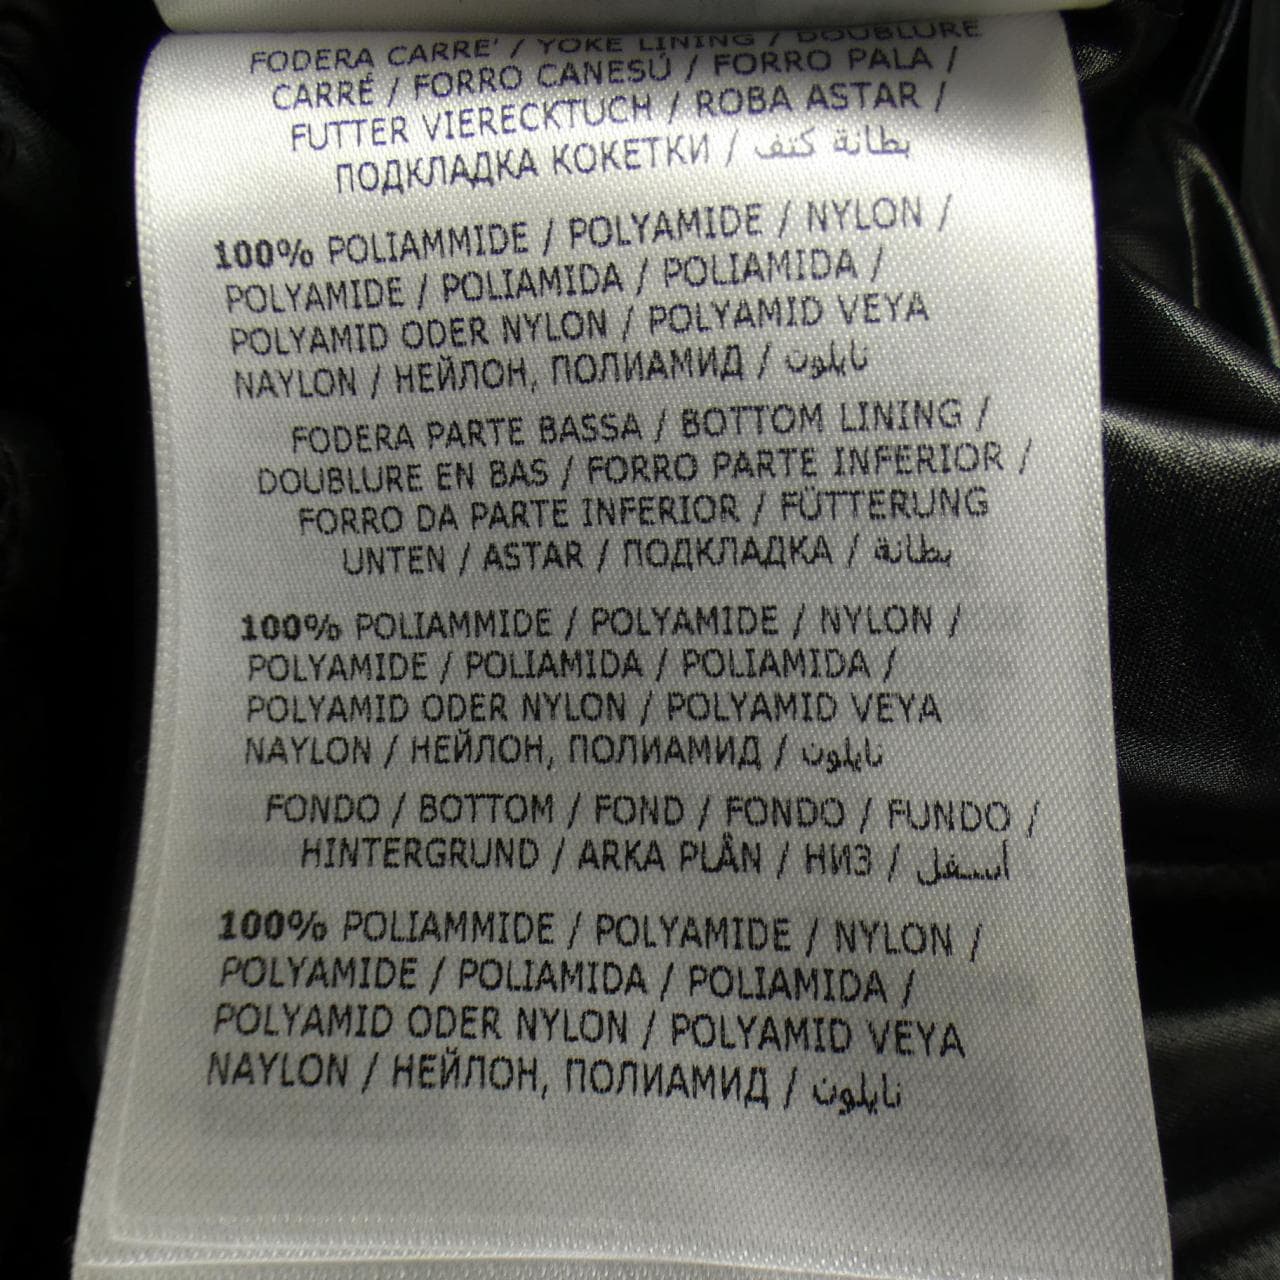 FODERA CARRE' / YOKE LINING / DOUBLURE
CARRÉ / FORRO CANESÚ / FORRO PALA /
FUTTER VIERECKTUCH / ROBA ASTAR /
ПОДКЛАДКА КОКЕТКИ / بطانة كتف
100% POLIAMMIDE / POLYAMIDE / NYLON /
POLYAMIDE / POLIAMIDA / POLIAMIDA /
POLYAMID ODER NYLON / POLYAMID VEYA
NAYLON / НЕЙЛОН, ПОЛИАМИД / نايلون
FODERA PARTE BASSA / BOTTOM LINING /
DOUBLURE EN BAS / FORRO PARTE INFERIOR /
FORRO DA PARTE INFERIOR / FÜTTERUNG
UNTEN / ASTAR / ПОДКЛАДКА / بطانة
100% POLIAMMIDE / POLYAMIDE / NYLON /
POLYAMIDE / POLIAMIDA / POLIAMIDA /
POLYAMID ODER NYLON / POLYAMID VEYA
NAYLON / НЕЙЛОН, ПОЛИАМИД / نايلون
FONDO / BOTTOM / FOND / FONDO / FUNDO /
HINTERGRUND / ARKA PLÂN / НИЗ / أسفل
100% POLIAMMIDE / POLYAMIDE / NYLON /
POLYAMIDE / POLIAMIDA / POLIAMIDA /
POLYAMID ODER NYLON / POLYAMID VEYA
NAYLON / НЕЙЛОН, ПОЛИАМИД / نايلون